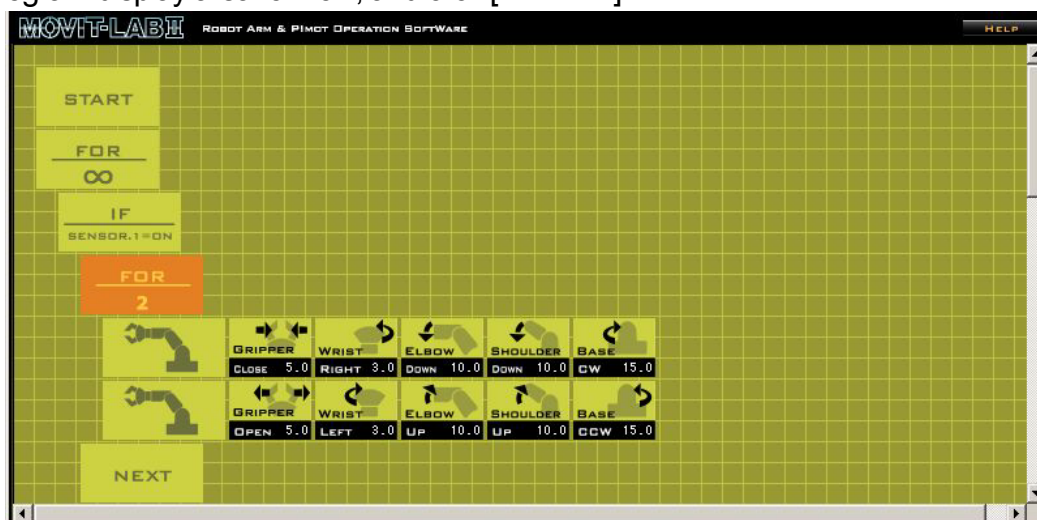 MOVIT-LAB II ROBOT ARM & PIMOT OPERATION SOFTWARE HELP
START
FOR
∞
IF
SENSOR.1=ON
FOR
2
GRIPPER WRIST ELBOW SHOULDER BASE
CLOSE 5.0 RIGHT 3.0 DOWN 10.0 DOWN 10.0 CW 15.0
GRIPPER WRIST ELBOW SHOULDER BASE
OPEN 5.0 LEFT 3.0 UP 10.0 UP 10.0 CCW 15.0
NEXT